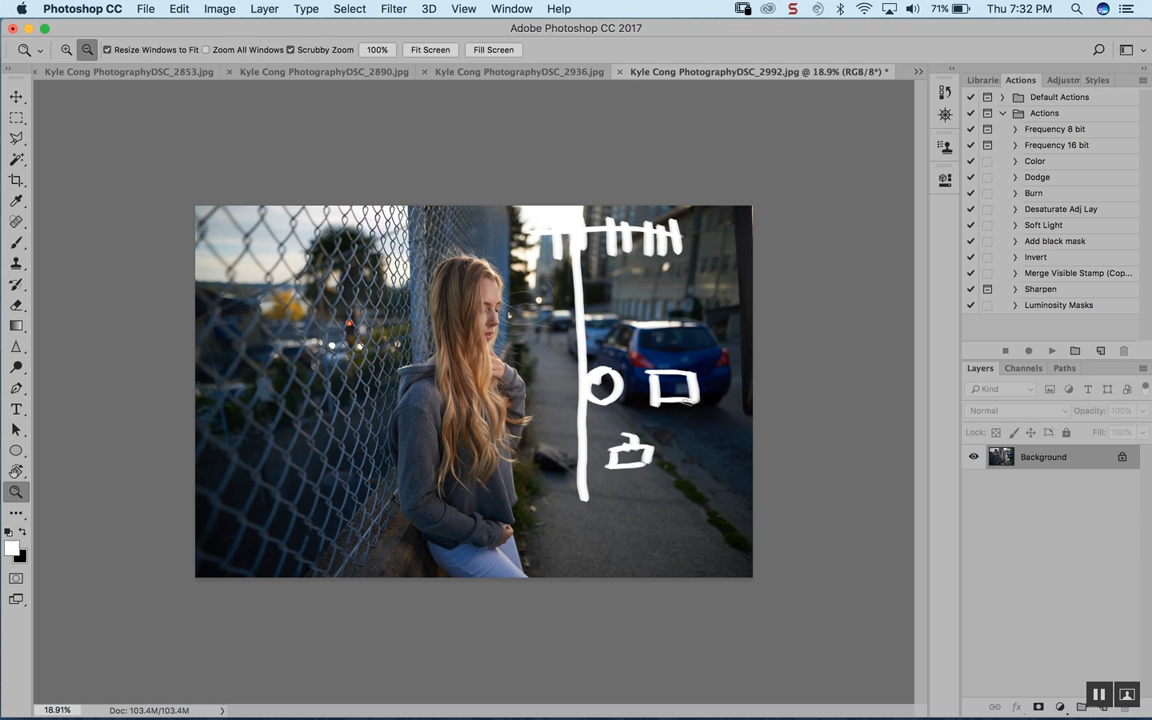 Photoshop CC File Edit Image Layer Type Select Filter 3D View Window Help 71% Thu 7:32 PM
Adobe Photoshop CC 2017
Resize Windows to Fit Zoom All Windows Scrubby Zoom 100% Fit Screen Fill Screen
Kyle Cong PhotographyDSC_2853.jpg Kyle Cong PhotographyDSC_2890.jpg Kyle Cong PhotographyDSC_2936.jpg Kyle Cong PhotographyDSC_2992.jpg @ 18.9% (RGB/8*) *
Librarie Actions Adjustm Styles
Default Actions
Actions
Frequency 8 bit
Frequency 16 bit
Color
Dodge
Burn
Desaturate Adj Lay
Soft Light
Add black mask
Invert
Merge Visible Stamp (Cop...
Sharpen
Luminosity Masks
Layers Channels Paths
Kind
Normal Opacity: 100%
Lock: Fill: 100%
Background
18.91% Doc: 103.4M/103.4M